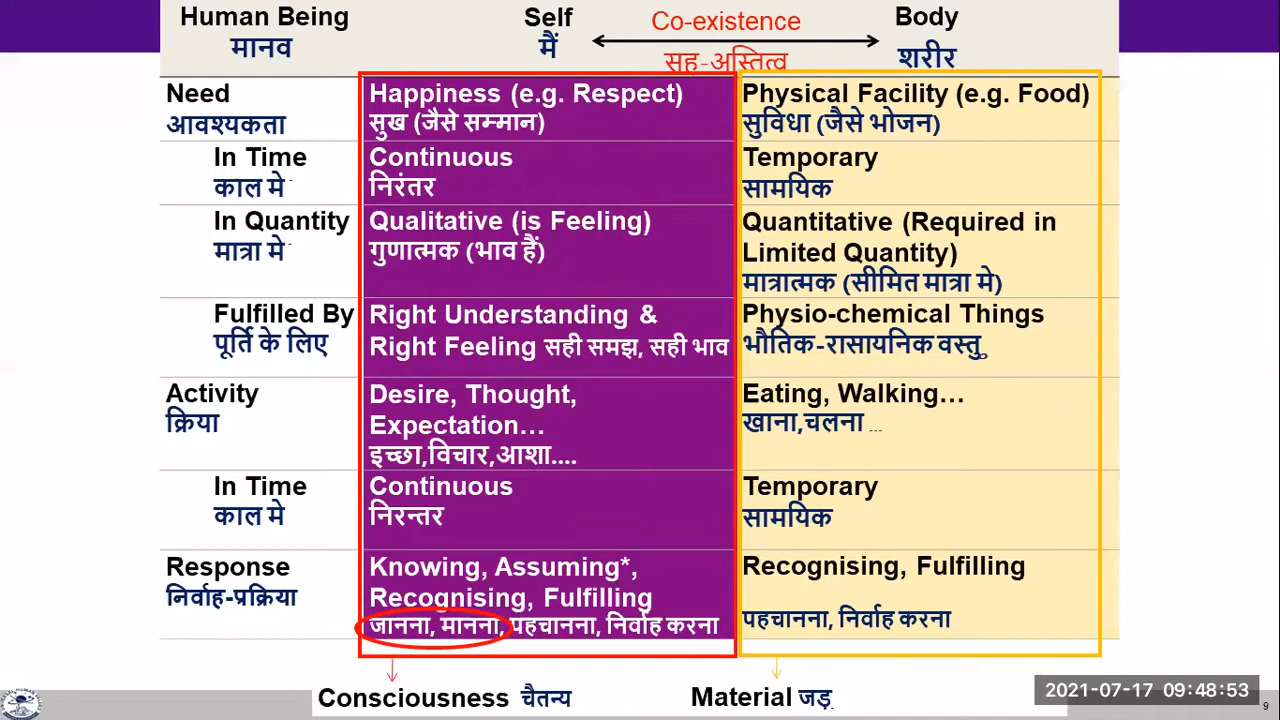 Human Being
मानव
Self
मैं
Co-existence
सह-अस्तित्व
Body
शरीर
Need
आवश्यकता
Happiness (e.g. Respect)
सुख (जैसे सम्मान)
Physical Facility (e.g. Food)
सुविधा (जैसे भोजन)
In Time
काल मे
Continuous
निरंतर
Temporary
सामयिक
In Quantity
मात्रा मे
Qualitative (is Feeling)
गुणात्मक (भाव हैं)
Quantitative (Required in
Limited Quantity)
मात्रात्मक (सीमित मात्रा मे)
Fulfilled By
पूर्ति के लिए
Right Understanding &
Right Feeling सही समझ, सही भाव
Physio-chemical Things
भौतिक-रासायनिक वस्तु
Activity
क्रिया
Desire, Thought,
Expectation…
इच्छा,विचार,आशा....
Eating, Walking…
खाना,चलना ...
In Time
काल मे
Continuous
निरन्तर
Temporary
सामयिक
Response
निर्वाह-प्रक्रिया
Knowing, Assuming*,
Recognising, Fulfilling
जानना, मानना, पहचानना, निर्वाह करना
Recognising, Fulfilling
पहचानना, निर्वाह करना
Consciousness चैतन्य
Material जड़
2021-07-17 09:48:53
9